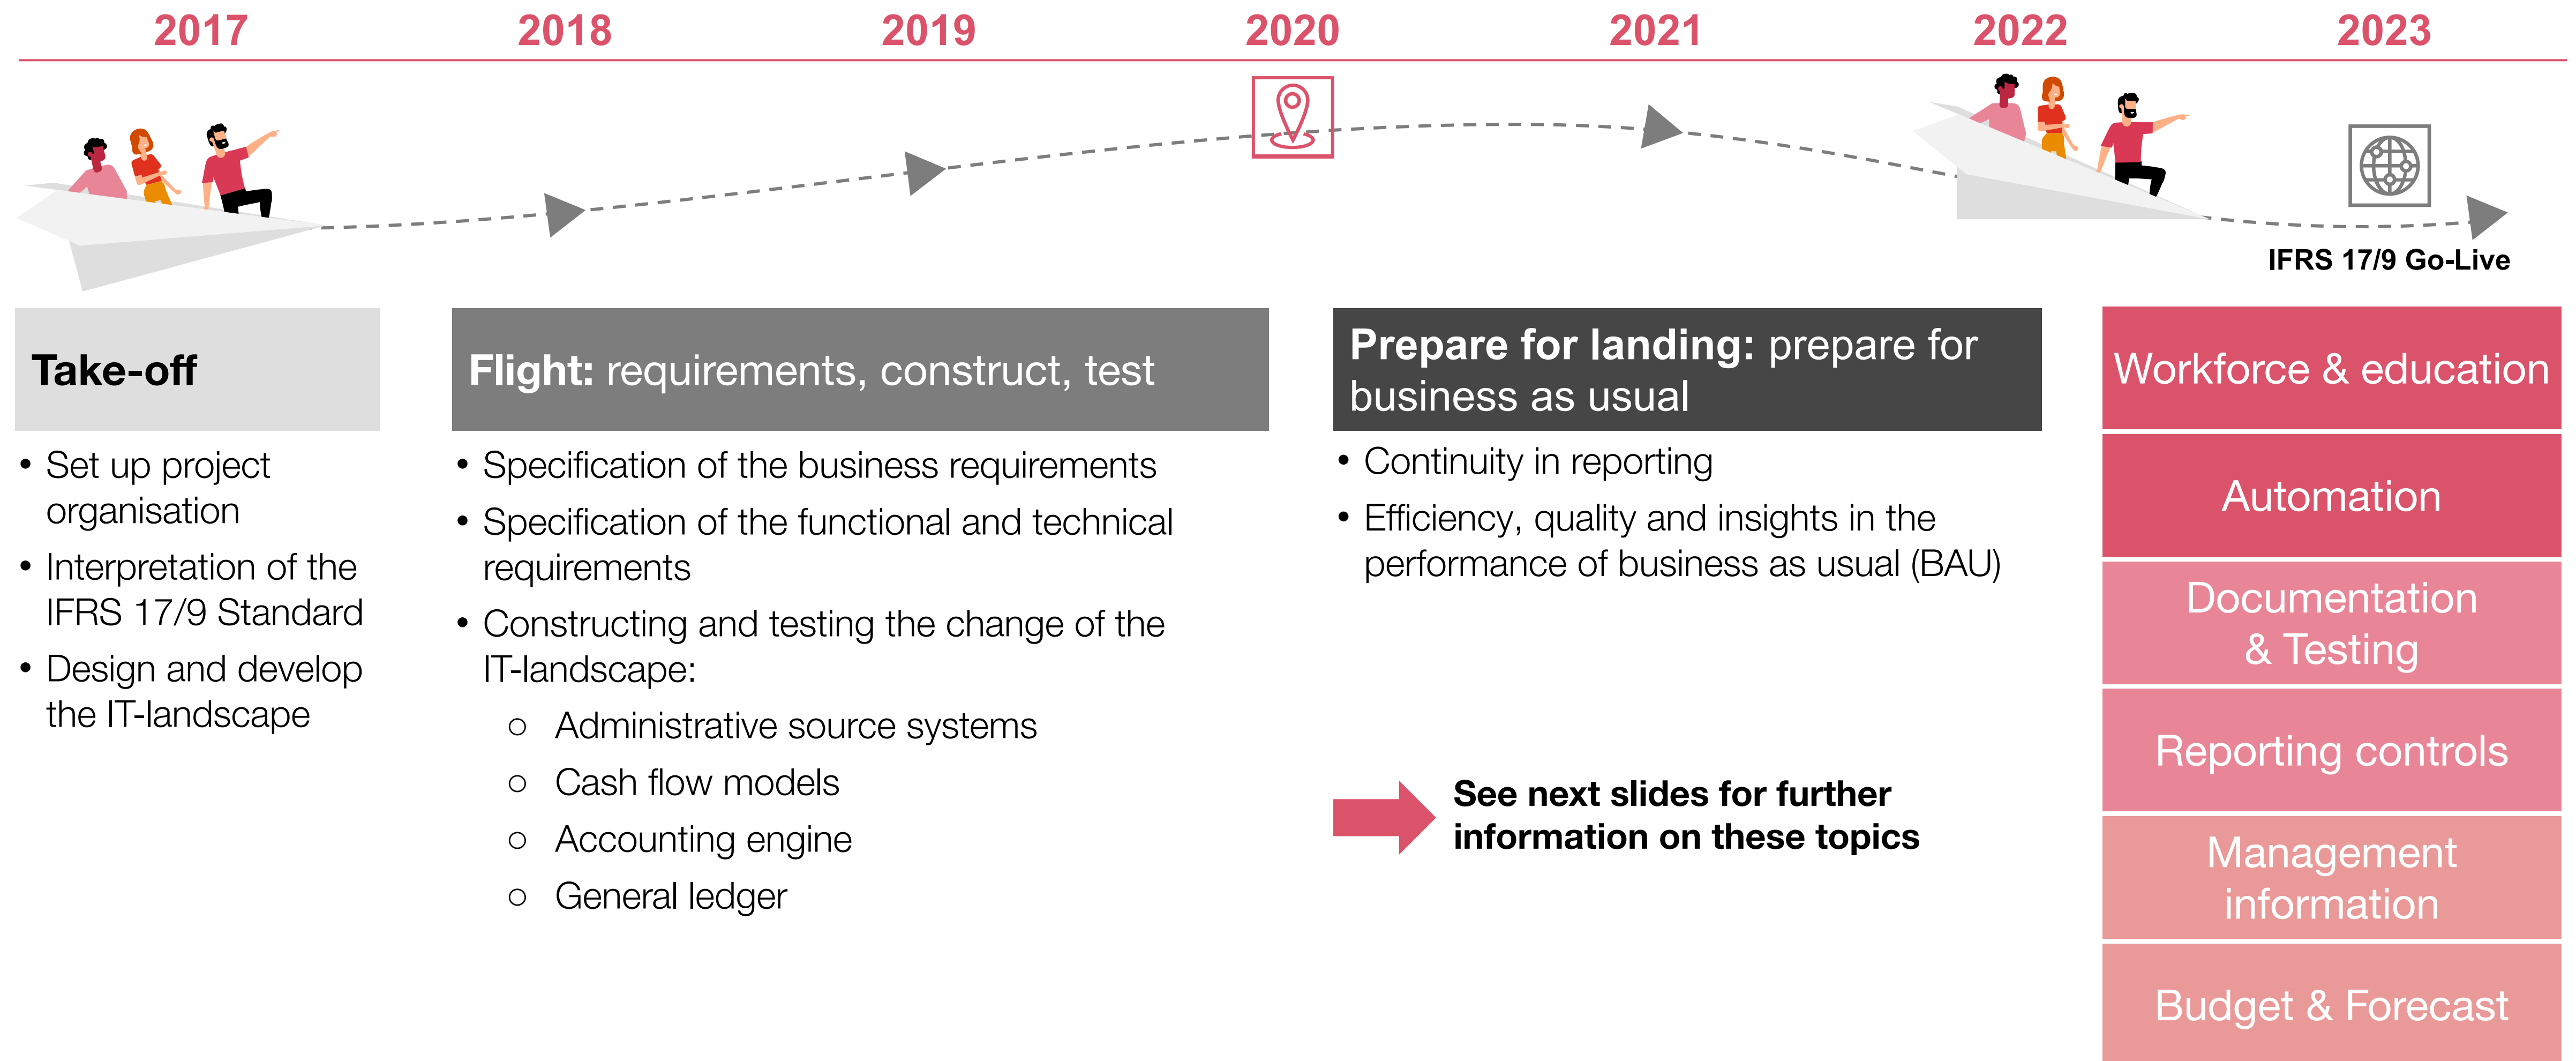 2017 2018 2019 2020 2021 2022 2023
IFRS 17/9 Go-Live
Take-off
• Set up project
organisation
• Interpretation of the
IFRS 17/9 Standard
• Design and develop
the IT-landscape
Flight: requirements, construct, test
• Specification of the business requirements
• Specification of the functional and technical
requirements
• Constructing and testing the change of the
IT-landscape:
○ Administrative source systems
○ Cash flow models
○ Accounting engine
○ General ledger
Prepare for landing: prepare for
business as usual
• Continuity in reporting
• Efficiency, quality and insights in the
performance of business as usual (BAU)
See next slides for further
information on these topics
Workforce & education
Automation
Documentation
& Testing
Reporting controls
Management
information
Budget & Forecast